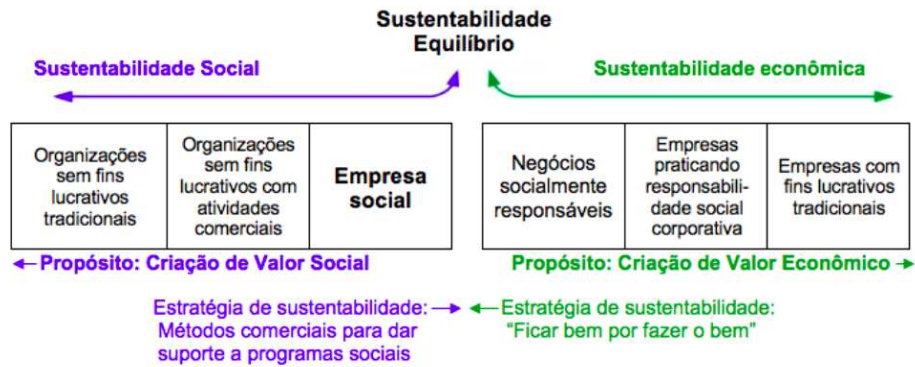 Sustentabilidade
Equilíbrio
Sustentabilidade Social
Sustentabilidade econômica
Organizações
sem fins
lucrativos
tradicionais
Organizações
sem fins
lucrativos com
atividades
comerciais
Empresa
social
Negócios
socialmente
responsáveis
Empresas
praticando
responsabili-
dade social
corporativa
Empresas com
fins lucrativos
tradicionais
Propósito: Criação de Valor Social
Propósito: Criação de Valor Econômico
Estratégia de sustentabilidade:
Métodos comerciais para dar
suporte a programas sociais
Estratégia de sustentabilidade:
“Ficar bem por fazer o bem”